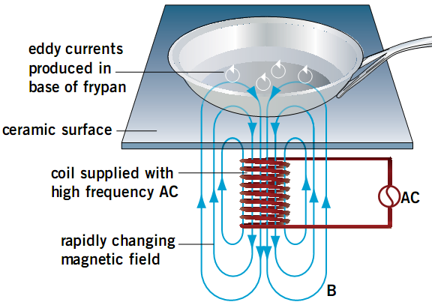 eddy currents
produced in
base of frypan
ceramic surface
coil supplied with
high frequency AC
AC
rapidly changing
magnetic field
B